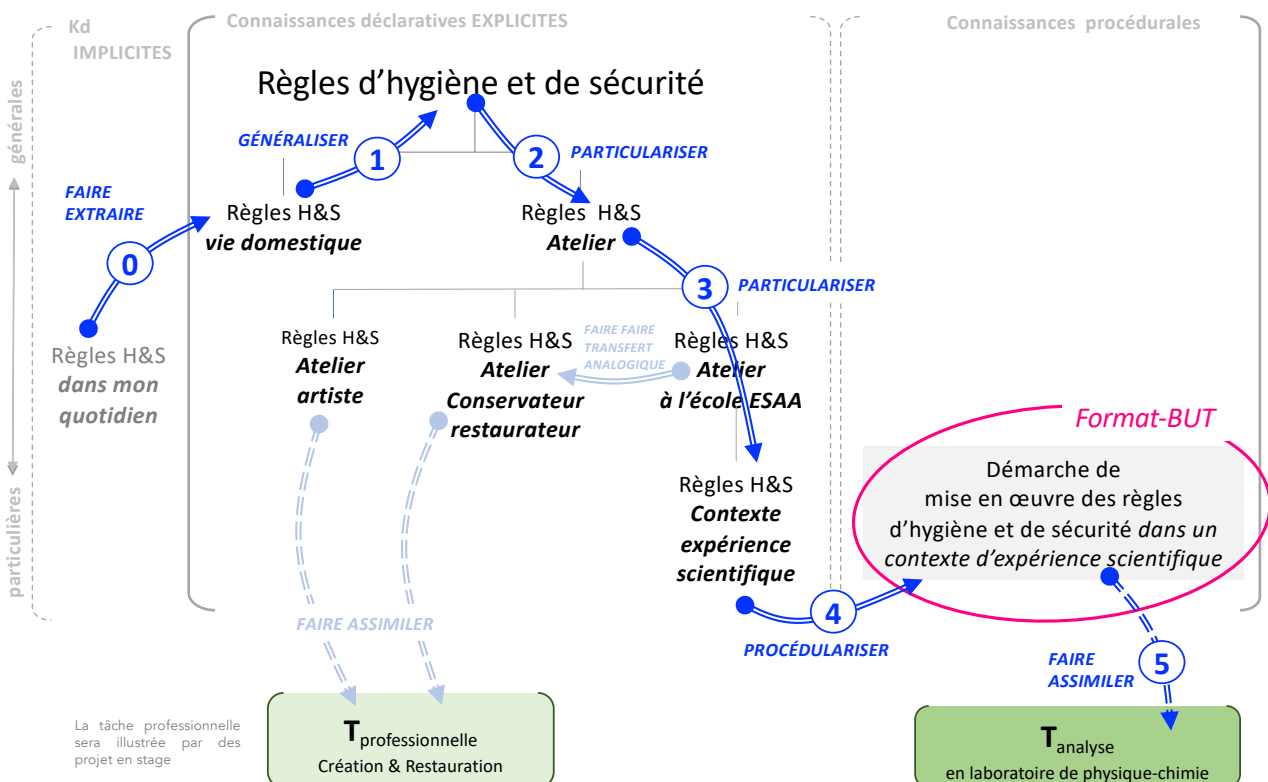 Kd
IMPLICITES
Connaissances déclaratives EXPLICITES
Connaissances procédurales
générales
particulières
Règles d'hygiène et de sécurité
GÉNÉRALISER
1
2
PARTICULARISER
FAIRE
EXTRAIRE
0
Règles H&S
vie domestique
Règles H&S
Atelier
3
PARTICULARISER
Règles H&S
dans mon
quotidien
Règles H&S
Atelier
artiste
Règles H&S
Atelier
Conservateur
restaurateur
FAIRE FAIRE
TRANSFERT
ANALOGIQUE
Règles H&S
Atelier
à l'école ESAA
Format-BUT
Règles H&S
Contexte
expérience
scientifique
Démarche de
mise en œuvre des règles
d'hygiène et de sécurité dans un
contexte d'expérience scientifique
4
PROCÉDULARISER
FAIRE ASSIMILER
FAIRE
ASSIMILER
5
La tâche professionnelle
sera illustrée par des
projet en stage
Tprofessionnelle
Création & Restauration
Tanalyse
en laboratoire de physique-chimie